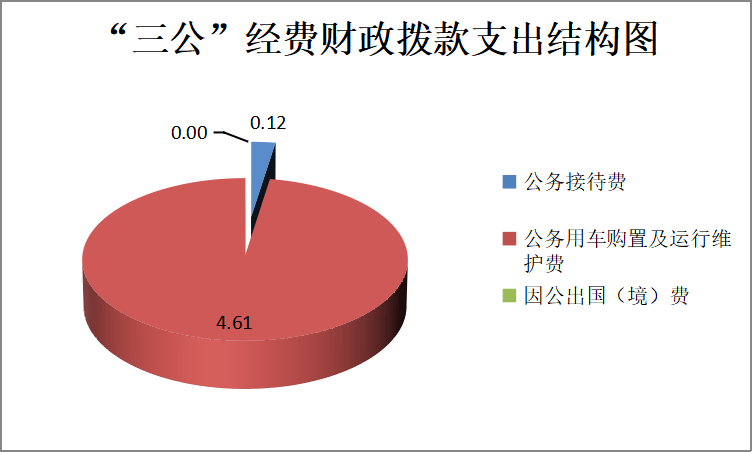 “三公”经费财政拨款支出结构图
0.12
0.00
公务接待费
公务用车购置及运行维
护费
因公出国（境）费
4.61